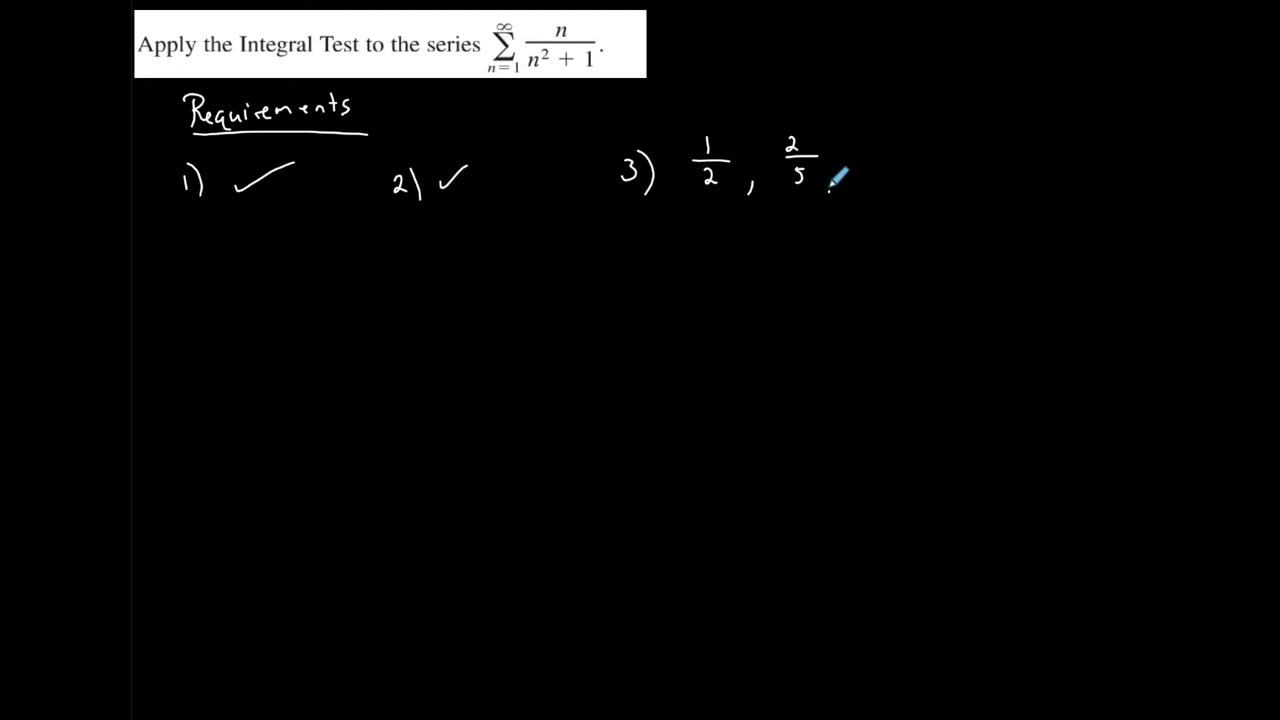 Apply the Integral Test to the series ∑_{n=1}^{∞} n/(n² + 1).
Requirements
1) ✓ 2) ✓ 3) 1/2, 2/5